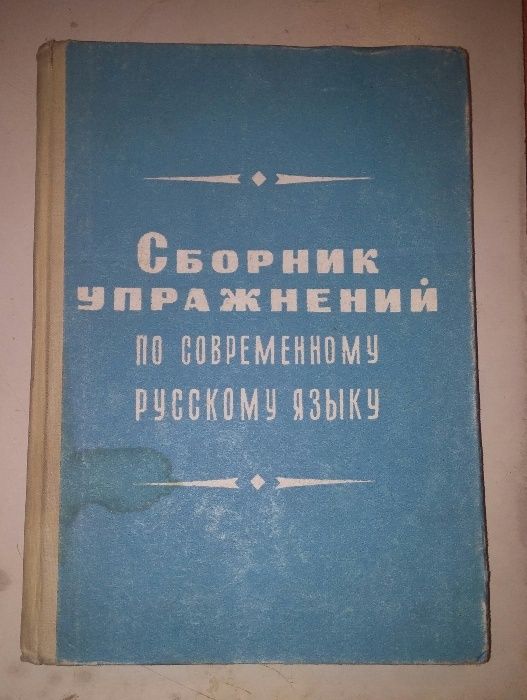 Сборник
упражнений
по современному
русскому языку